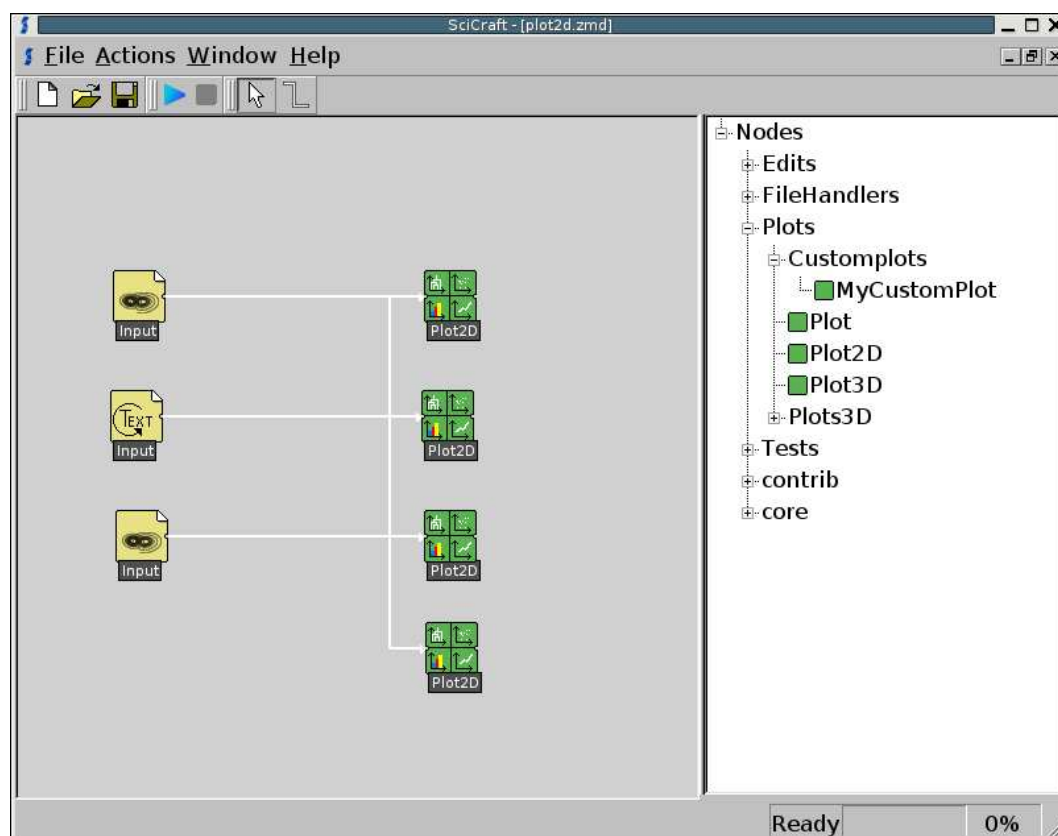 SciCraft - [plot2d.zmd]
File Actions Window Help
Nodes
Edits
FileHandlers
Plots
Customplots
MyCustomPlot
Plot
Plot2D
Plot3D
Plots3D
Tests
contrib
core
Input
Plot2D
TEXT
Input
Plot2D
Input
Plot2D
Plot2D
Ready 0%